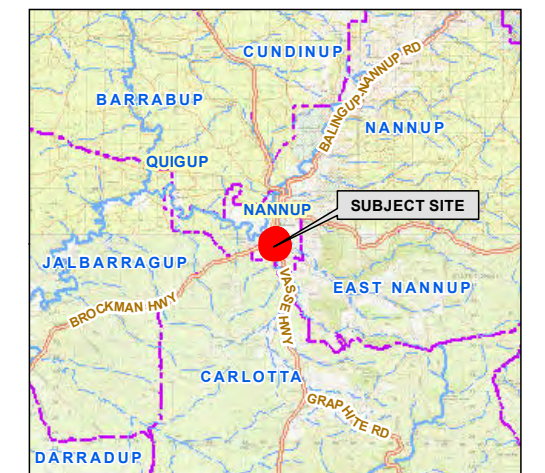 CUNDINUP
BALINGUP-NANNUP RD
BARRABUP
NANNUP
QUIGUP
NANNUP
SUBJECT SITE
JALBARRAGUP
EAST NANNUP
BROCKMAN HWY
VASSE HWY
CARLOTTA
GRAPHITE RD
DARRADUP